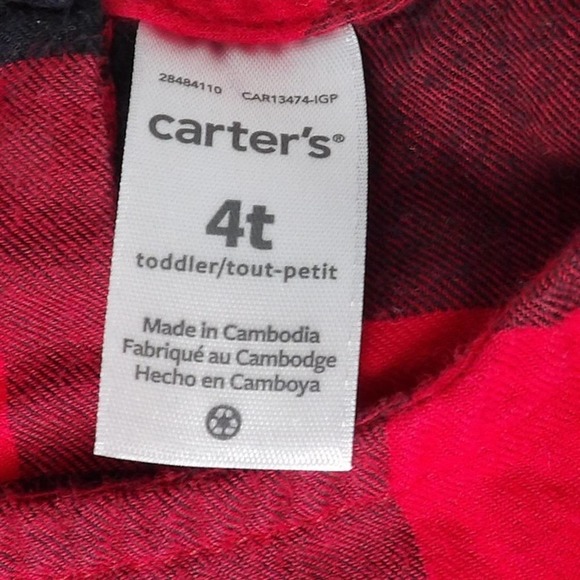 28484110 CAR13474-IGP
carter's®
4t
toddler/tout-petit
Made in Cambodia
Fabriqué au Cambodge
Hecho en Camboya